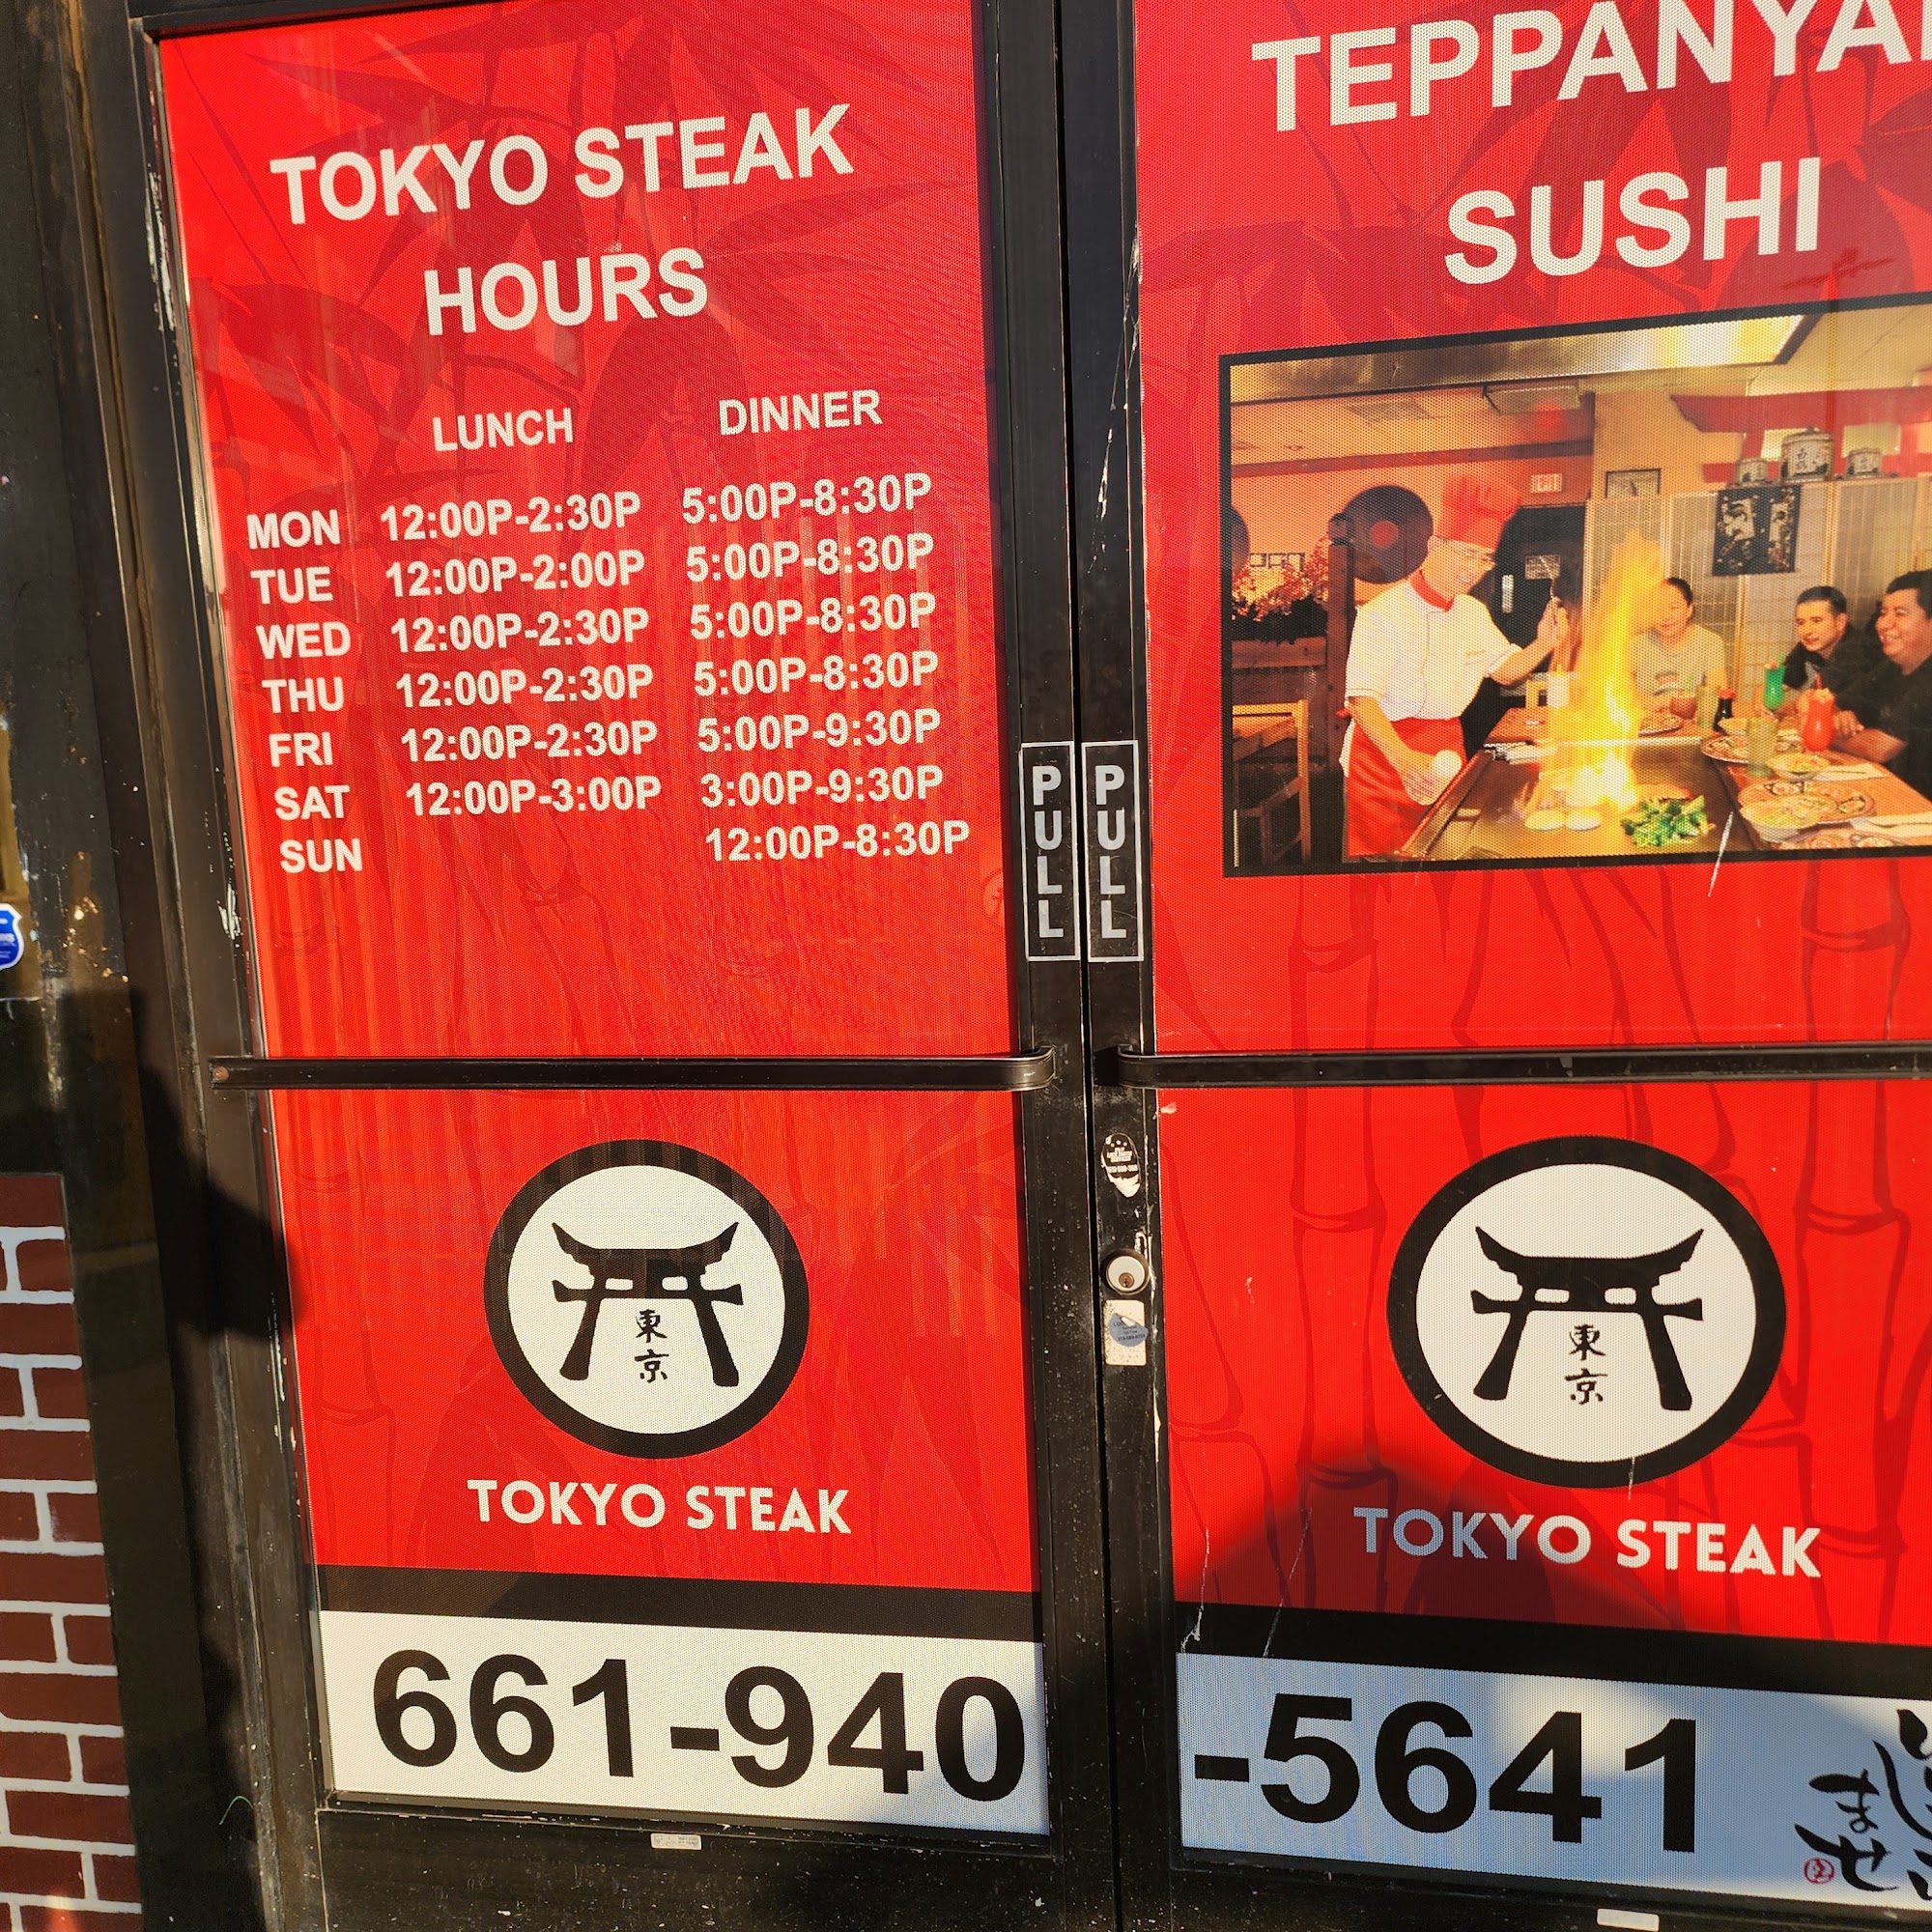 TOKYO STEAK
HOURS
LUNCH DINNER
MON 12:00P-2:30P 5:00P-8:30P
TUE 12:00P-2:00P 5:00P-8:30P
WED 12:00P-2:30P 5:00P-8:30P
THU 12:00P-2:30P 5:00P-8:30P
FRI 12:00P-2:30P 5:00P-9:30P
SAT 12:00P-3:00P 3:00P-9:30P
SUN 12:00P-8:30P
PULL
東京
TOKYO STEAK
661-940
TEPPANYA
SUSHI
EXIT
PULL
東京
TOKYO STEAK
-5641
ませ